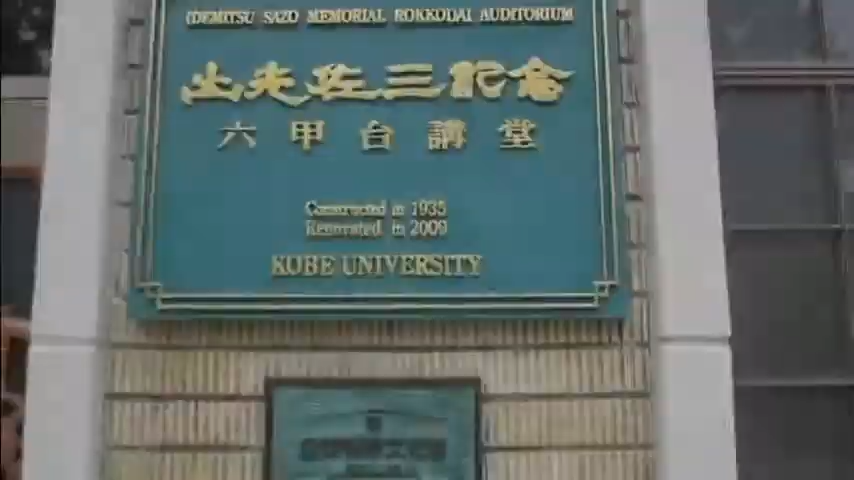 IDEMITSU SAZO MEMORIAL ROKKODAI AUDITORIUM
出光佐三記念
六甲台講堂
Constructed in 1935
Renovated in 2009
KOBE UNIVERSITY